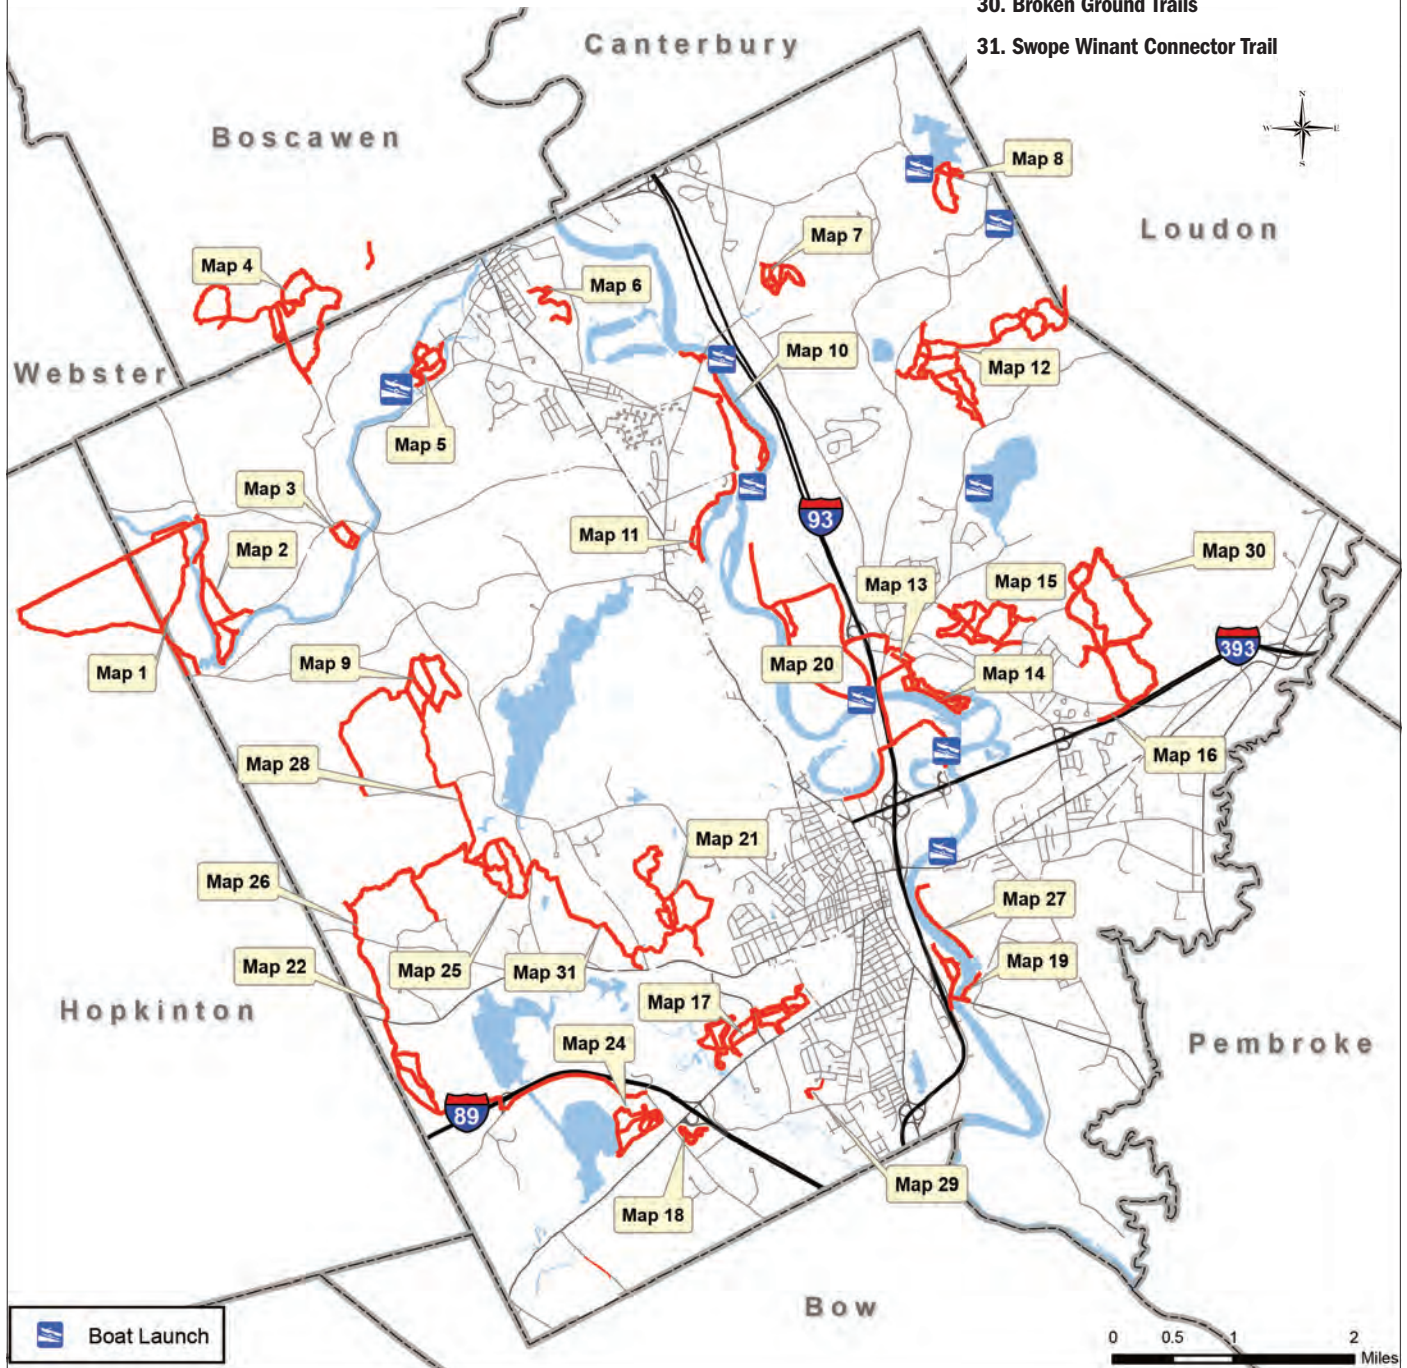 30. Broken Ground Trails
31. Swope Winant Connector Trail
Canterbury
Boscawen
N
W
E
S
Map 8
Loudon
Map 7
Map 4
Map 6
Map 10
Map 12
Webster
Map 5
Map 3
93
Map 11
Map 2
Map 30
Map 13
Map 15
393
Map 1
Map 9
Map 20
Map 14
Map 28
Map 16
Map 21
Map 26
Map 27
Map 22
Map 25
Map 31
Map 19
Hopkinton
Map 17
Map 24
Pembroke
89
Map 29
Map 18
Bow
Boat Launch
0 0.5 1 2
Miles